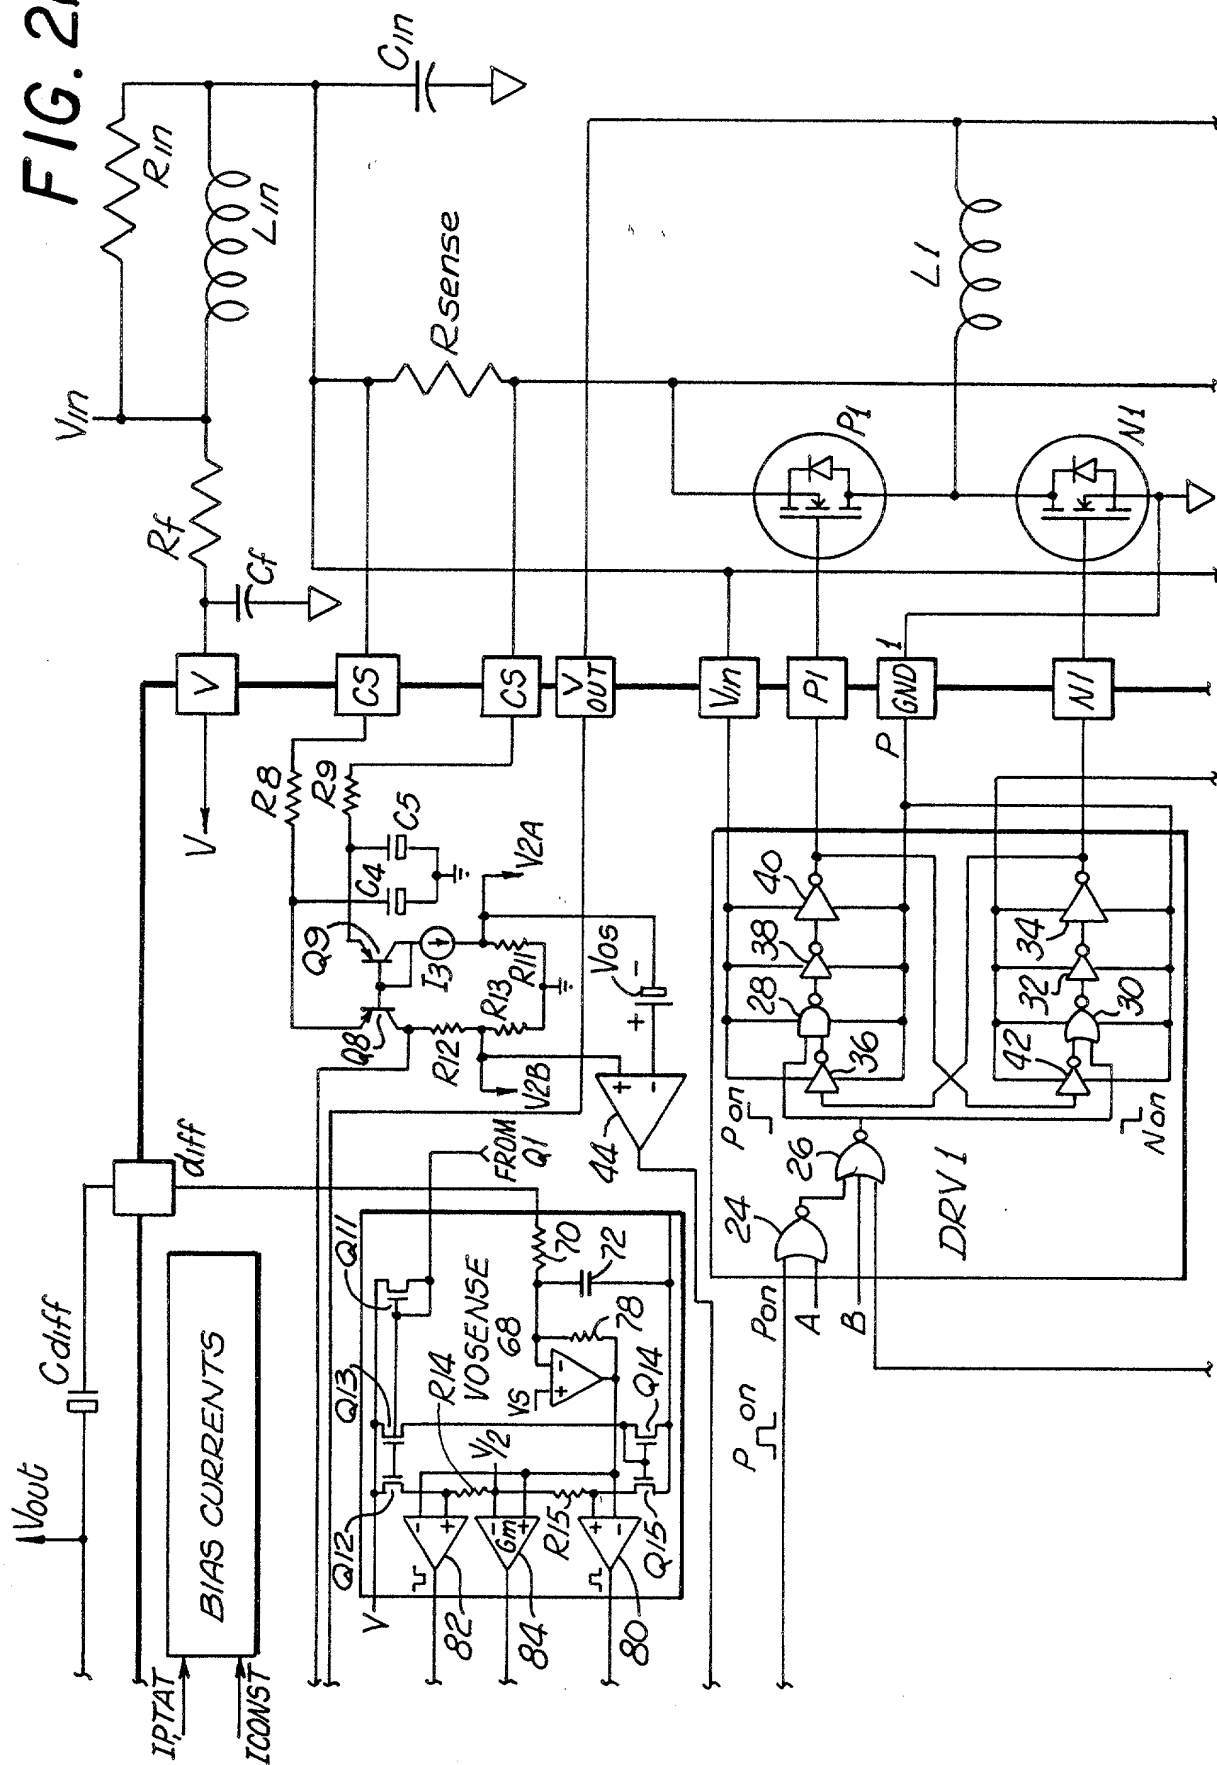 FIG. 2
Rin
Lin
Cin
Vin
Rf
Cf
Rsense
L1
P1
N1
V
CS
CS
V OUT
Vin
P1
P GND 1
N1
V
R8
R9
C4
C5
Q9
Q8
I3
V2A
R11
R13
R12
V2B
Vos
+
-
+
-
44
diff
Cdiff
Vout
BIAS CURRENTS
IPTAT
ICONST
FROM Q1
Q11
Q13
Q12
R14
VOSENSE
68
70
72
78
VS
+
-
V/2
Gm
-
+
-
+
+
-
R15
Q14
Q15
V
82
84
80
40
38
28
36
34
32
30
42
Pon
Non
26
24
DRV 1
Pon
A
B
P on